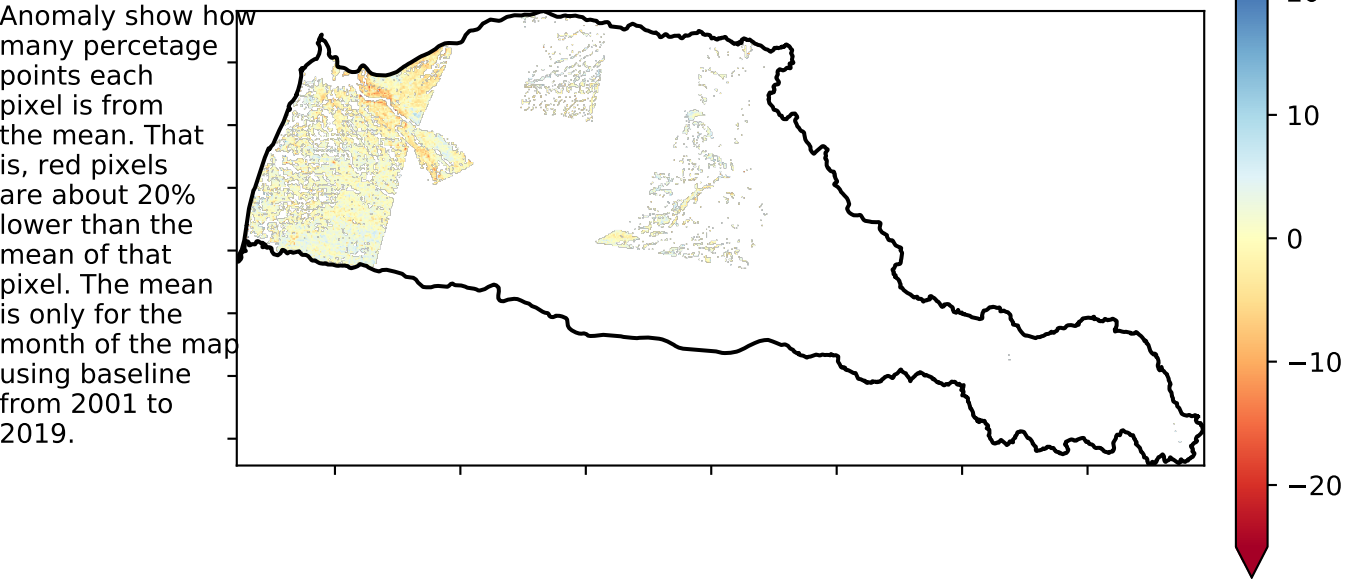 Anomaly show how
many percetage
points each
pixel is from
the mean. That
is, red pixels
are about 20%
lower than the
mean of that
pixel. The mean
is only for the
month of the map
using baseline
from 2001 to
2019.
10
0
−10
−20